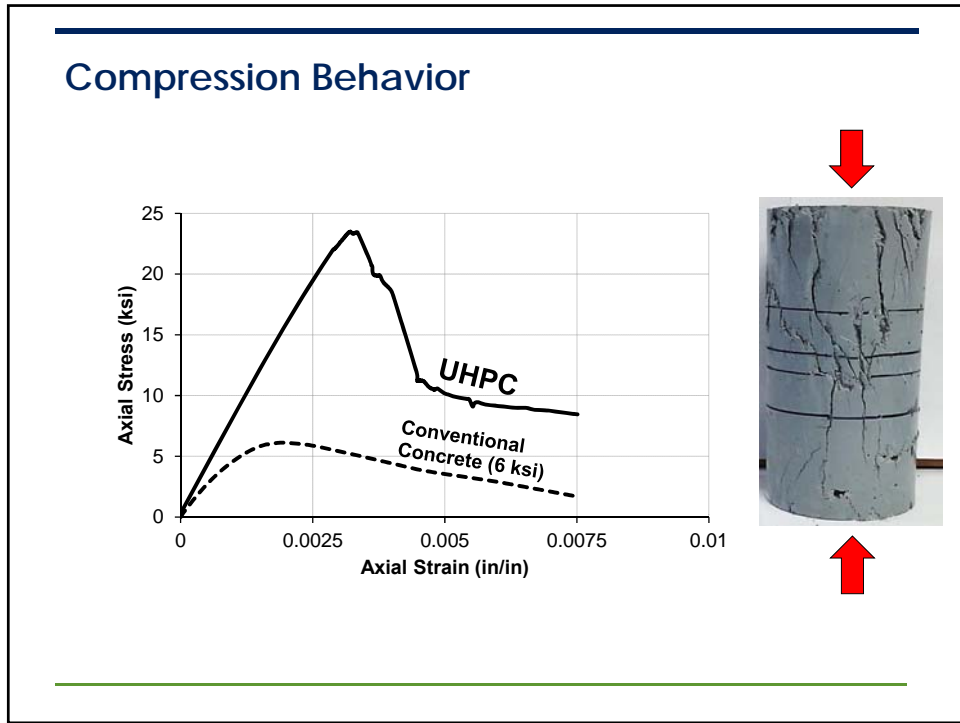 Compression Behavior
25
20
15
10
5
0
Axial Stress (ksi)
UHPC
Conventional
Concrete (6 ksi)
0
0.0025
0.005
0.0075
0.01
Axial Strain (in/in)